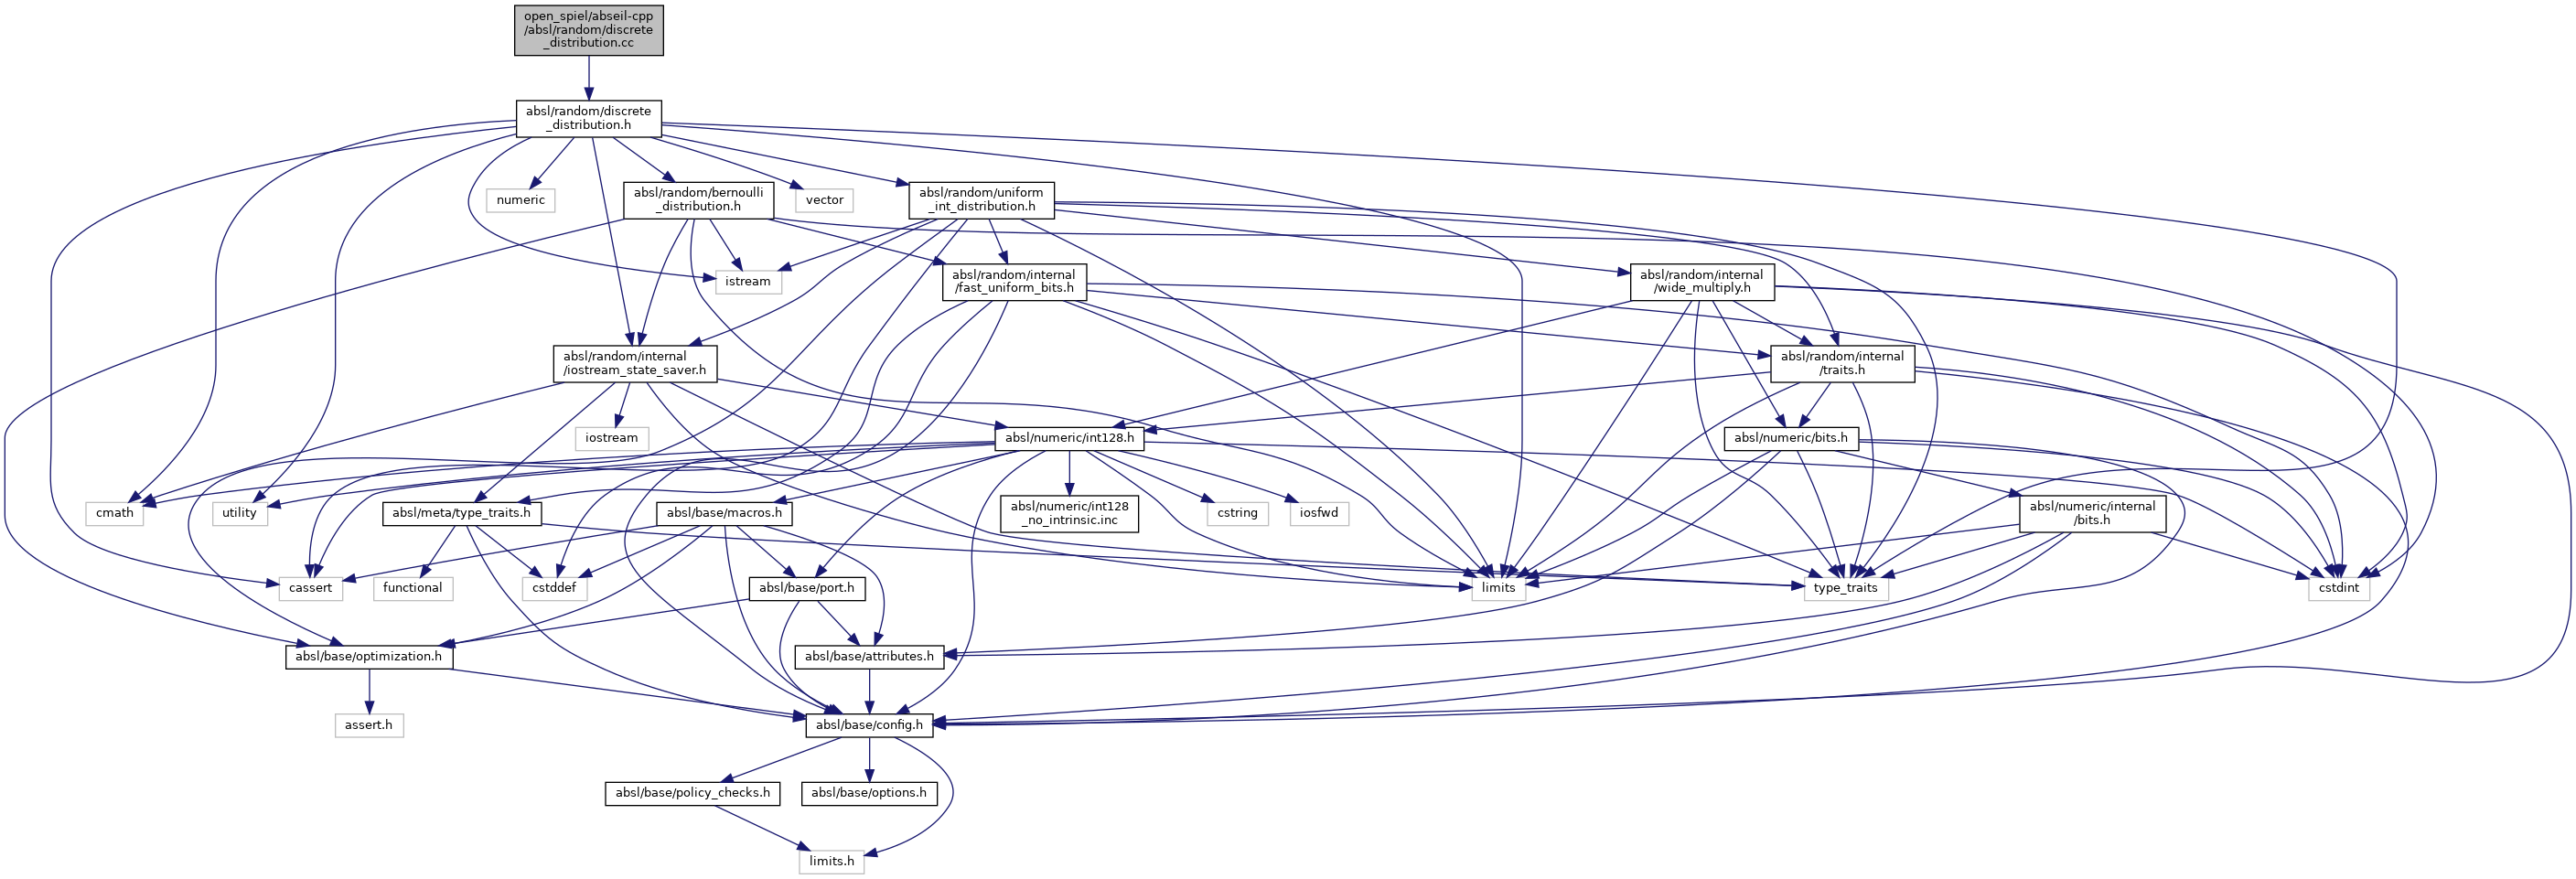 open_spiel/abseil-cpp
/absl/random/discrete
_distribution.cc
absl/random/discrete
_distribution.h
numeric
absl/random/bernoulli
_distribution.h
vector
absl/random/uniform
_int_distribution.h
istream
absl/random/internal
/fast_uniform_bits.h
absl/random/internal
/wide_multiply.h
absl/random/internal
/iostream_state_saver.h
absl/random/internal
/traits.h
iostream
absl/numeric/int128.h
absl/numeric/bits.h
cmath
utility
absl/meta/type_traits.h
absl/base/macros.h
absl/numeric/int128
_no_intrinsic.inc
cstring
iosfwd
absl/numeric/internal
/bits.h
cassert
functional
cstddef
absl/base/port.h
limits
type_traits
cstdint
absl/base/optimization.h
absl/base/attributes.h
assert.h
absl/base/config.h
absl/base/policy_checks.h
absl/base/options.h
limits.h